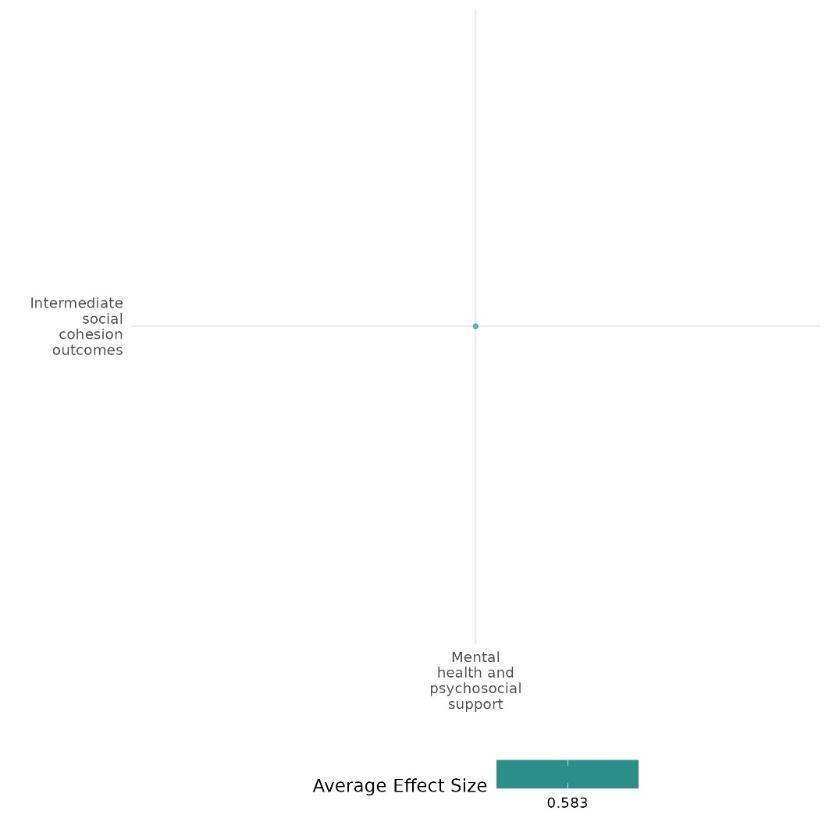 Intermediate
social
cohesion
outcomes
Mental
health and
psychosocial
support
Average Effect Size
0.583